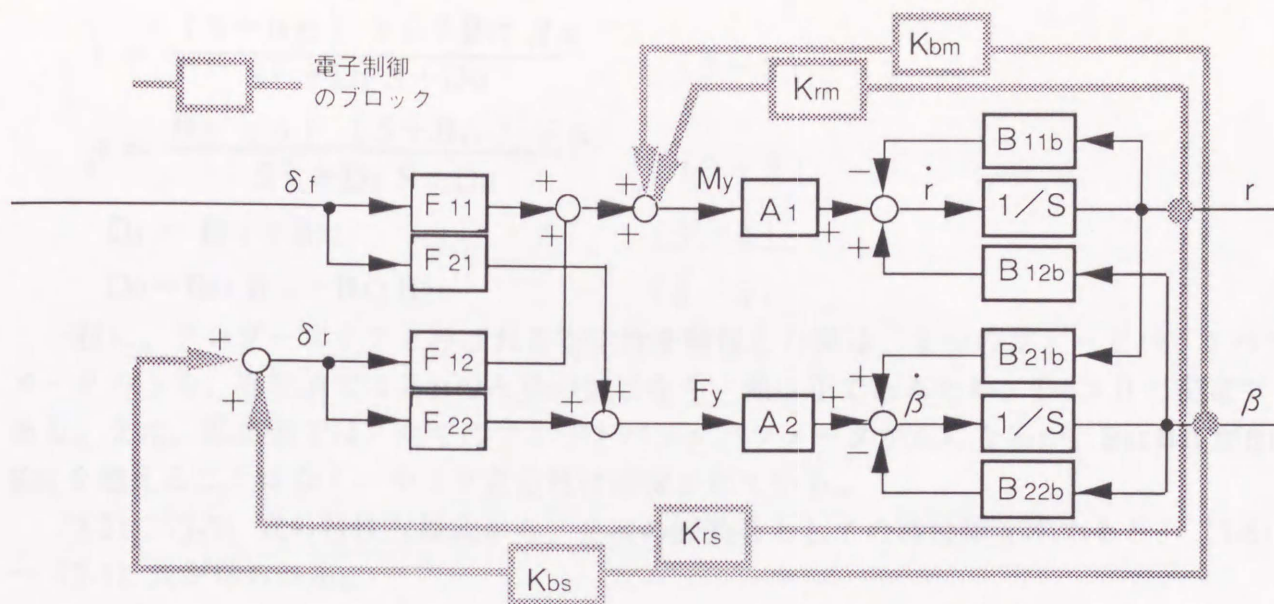 Kbm
電子制御
のブロック
Krm
B11b
−
δf
F11
+
+
My
A1
ṙ
1/S
r
+
+
+
F21
+
B12b
δr
+
F12
B21b
+
F22
+
Fy
A2
+
β̇
1/S
β
+
+
−
B22b
Krs
Kbs